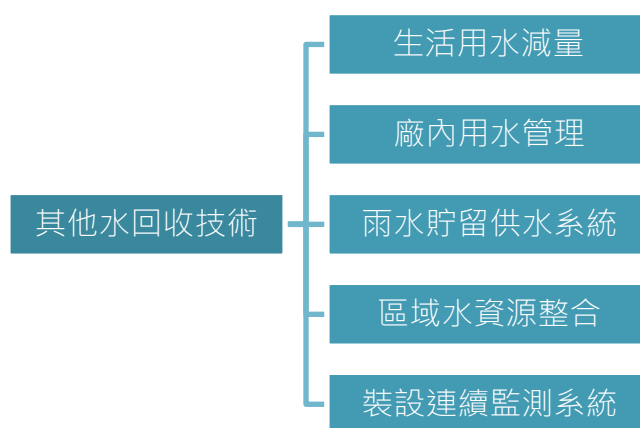 其他水回收技術
生活用水減量
廠內用水管理
雨水貯留供水系統
區域水資源整合
裝設連續監測系統